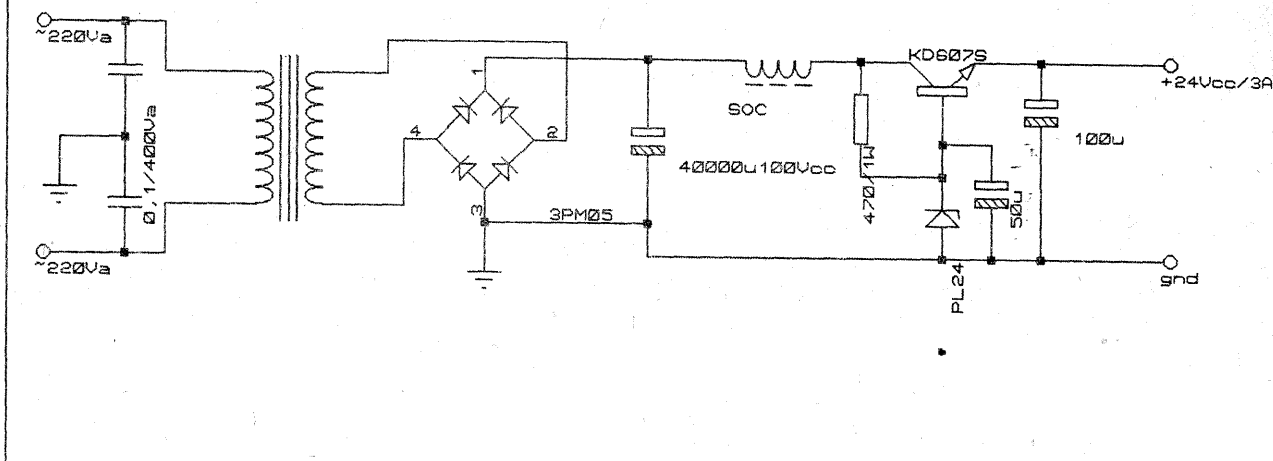 ~220Va
~220Va
0,1/400Va
1
2
3
4
3PM05
40000u100Vcc
SOC
470/1W
KD607S
PL24
50u
100u
+24Vcc/3A
gnd